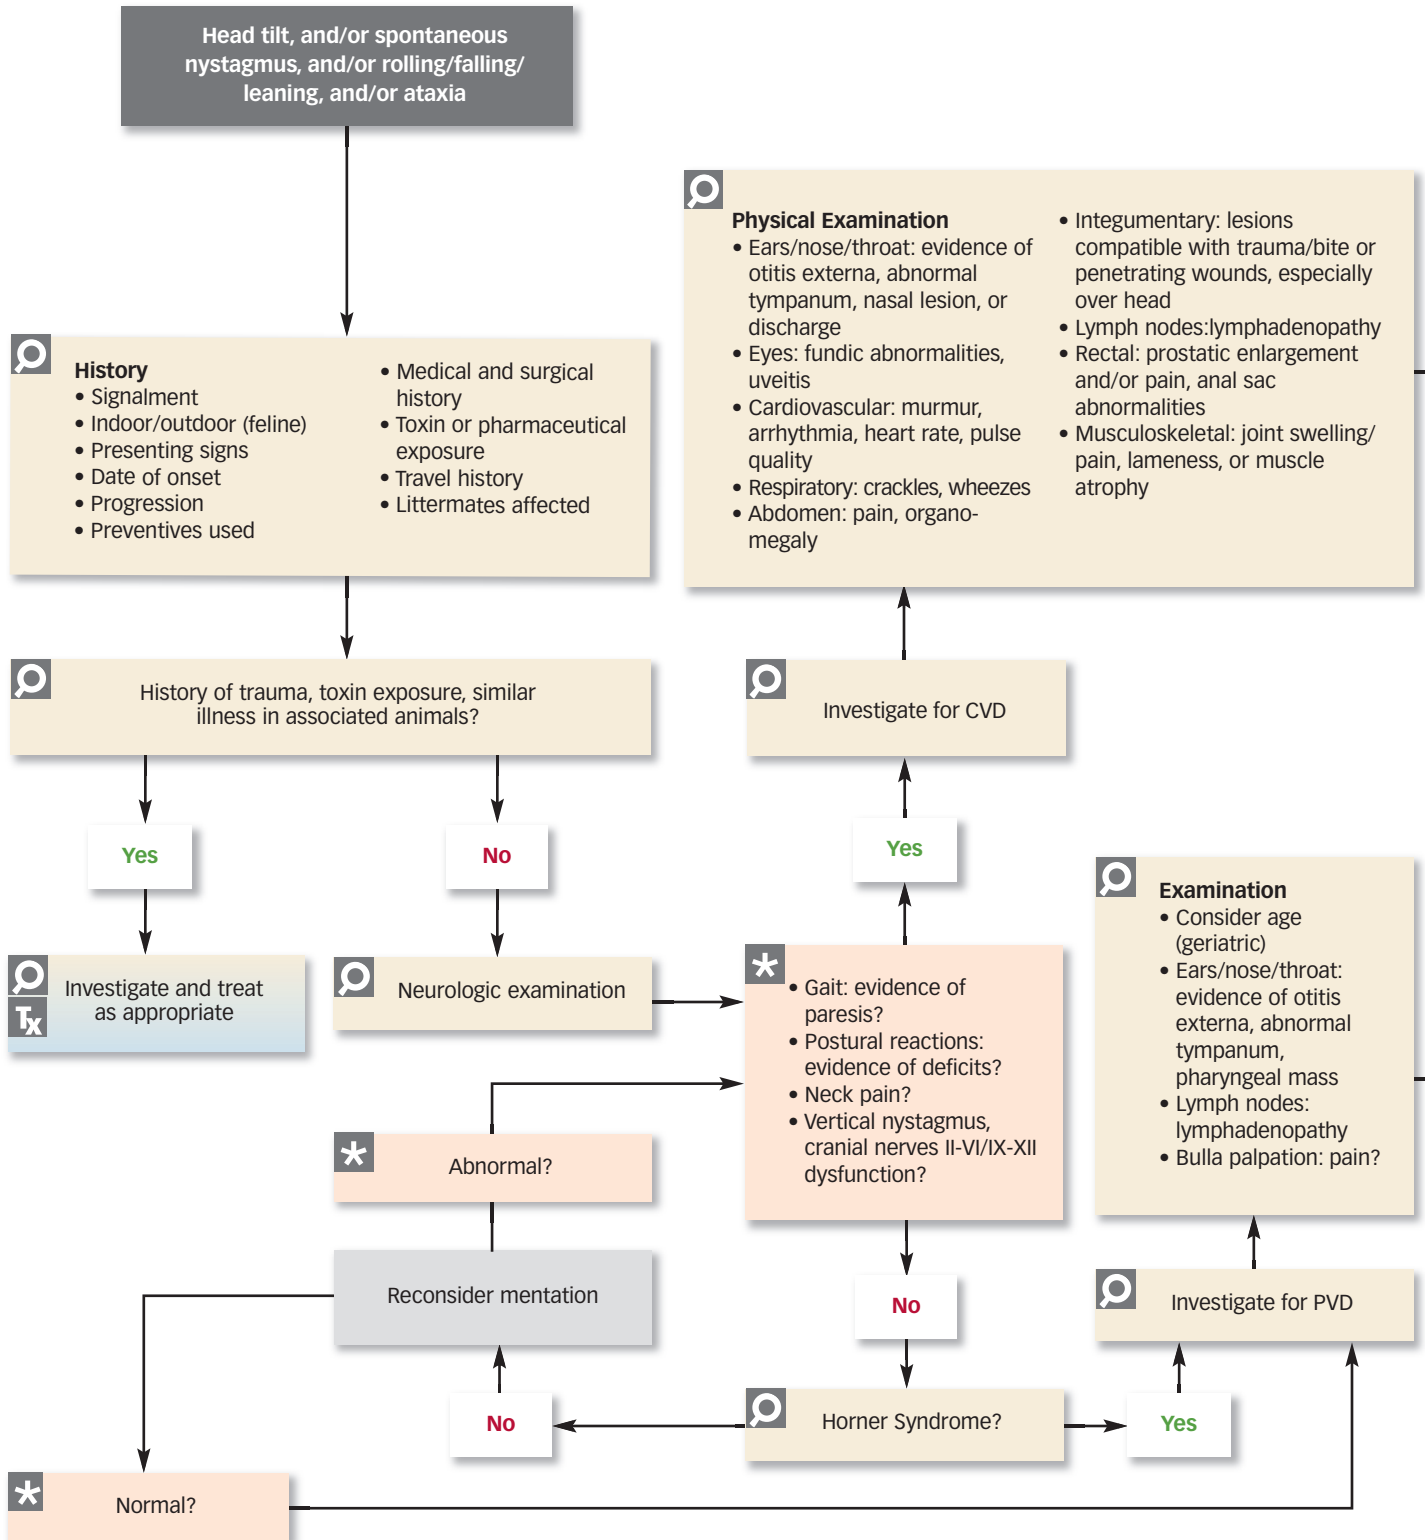 Head tilt, and/or spontaneous
nystagmus, and/or rolling/falling/
leaning, and/or ataxia
History
• Signalment
• Indoor/outdoor (feline)
• Presenting signs
• Date of onset
• Progression
• Preventives used
• Medical and surgical
history
• Toxin or pharmaceutical
exposure
• Travel history
• Littermates affected
Physical Examination
• Ears/nose/throat: evidence of
otitis externa, abnormal
tympanum, nasal lesion, or
discharge
• Eyes: fundic abnormalities,
uveitis
• Cardiovascular: murmur,
arrhythmia, heart rate, pulse
quality
• Respiratory: crackles, wheezes
• Abdomen: pain, organo-
megaly
• Integumentary: lesions
compatible with trauma/bite or
penetrating wounds, especially
over head
• Lymph nodes:lymphadenopathy
• Rectal: prostatic enlargement
and/or pain, anal sac
abnormalities
• Musculoskeletal: joint swelling/
pain, lameness, or muscle
atrophy
History of trauma, toxin exposure, similar
illness in associated animals?
Investigate for CVD
Yes
No
Yes
Tx
Investigate and treat
as appropriate
Neurologic examination
* 
• Gait: evidence of
paresis?
• Postural reactions:
evidence of deficits?
• Neck pain?
• Vertical nystagmus,
cranial nerves II-VI/IX-XII
dysfunction?
Examination
• Consider age
(geriatric)
• Ears/nose/throat:
evidence of otitis
externa, abnormal
tympanum,
pharyngeal mass
• Lymph nodes:
lymphadenopathy
• Bulla palpation: pain?
*
Abnormal?
Reconsider mentation
No
Investigate for PVD
No
Horner Syndrome?
Yes
*
Normal?